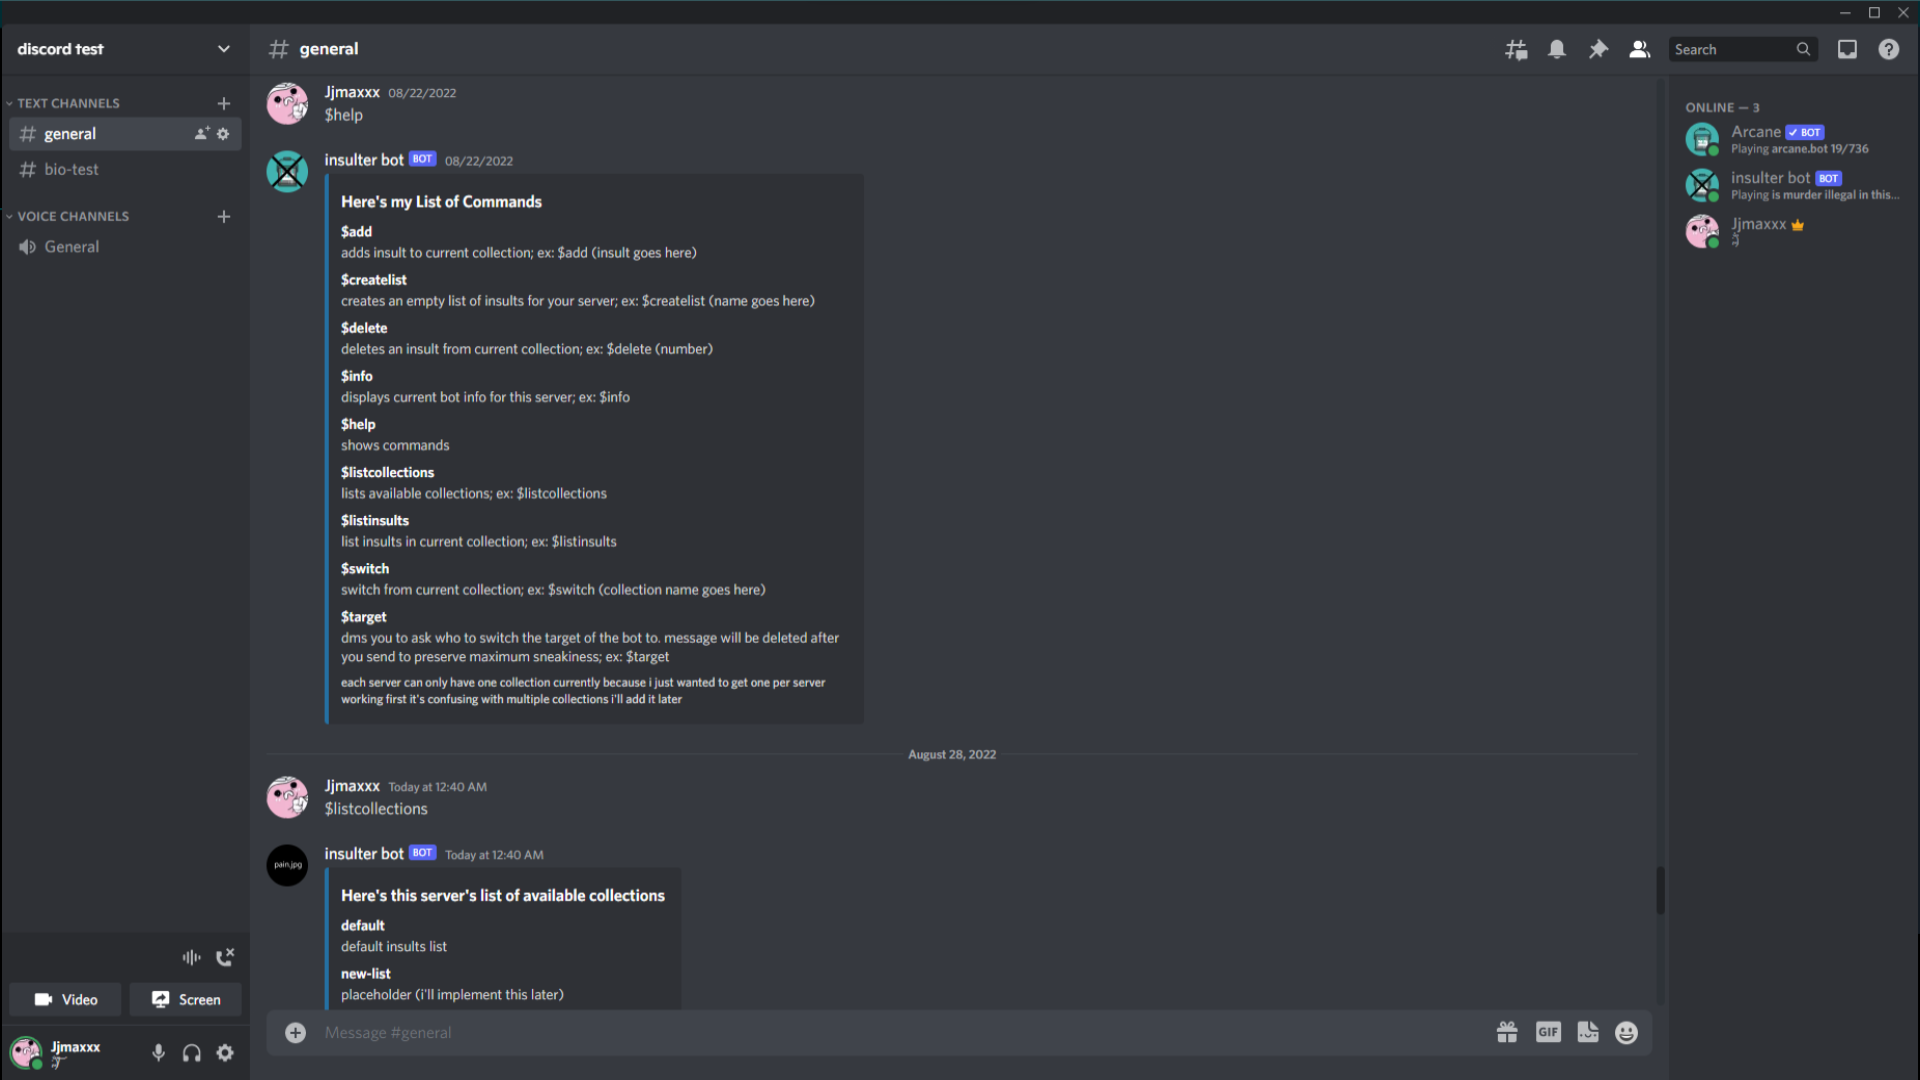 discord test
general
Search
TEXT CHANNELS
general
bio-test
VOICE CHANNELS
General
Video
Screen
Jjmaxxx
Jjmaxxx 08/22/2022
$help
insulter bot BOT 08/22/2022
Here's my List of Commands
$add
adds insult to current collection; ex: $add (insult goes here)
$createlist
creates an empty list of insults for your server; ex: $createlist (name goes here)
$delete
deletes an insult from current collection; ex: $delete (number)
$info
displays current bot info for this server; ex: $info
$help
shows commands
$listcollections
lists available collections; ex: $listcollections
$listinsults
list insults in current collection; ex: $listinsults
$switch
switch from current collection; ex: $switch (collection name goes here)
$target
dms you to ask who to switch the target of the bot to. message will be deleted after
you send to preserve maximum sneakiness; ex: $target
each server can only have one collection currently because i just wanted to get one per server
working first it's confusing with multiple collections i'll add it later
August 28, 2022
Jjmaxxx Today at 12:40 AM
$listcollections
pain.jpg
insulter bot BOT Today at 12:40 AM
Here's this server's list of available collections
default
default insults list
new-list
placeholder (i'll implement this later)
Message #general
GIF
ONLINE — 3
Arcane BOT
Playing arcane.bot 19/736
insulter bot BOT
Playing is murder illegal in this...
Jjmaxxx